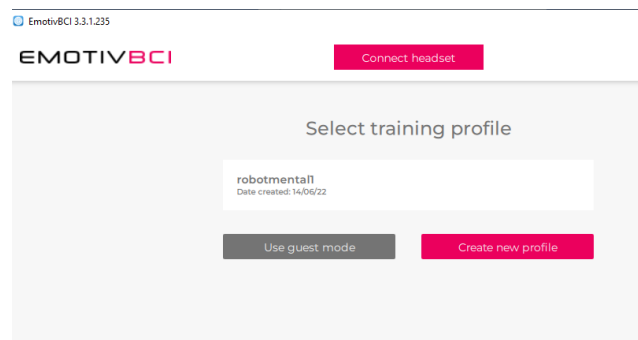 EmotivBCI 3.3.1.235
EMOTIVBCI
Connect headset
Select training profile
robotmental1
Date created: 14/06/22
Use guest mode
Create new profile